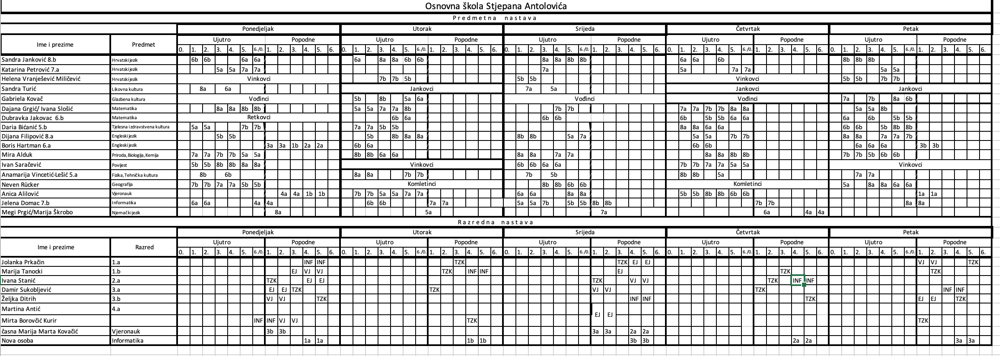 Osnovna škola Stjepana Antolovića
Predmetna nastava
Ponedjeljak Utorak Srijeda Četvrtak Petak
Ime i prezime Predmet Ujutro Popodne Ujutro Popodne Ujutro Popodne Ujutro Popodne Ujutro Popodne
0. 1. 2. 3. 4. 5. 6./0. 1. 2. 3. 4. 5. 6. 0. 1. 2. 3. 4. 5. 6./0. 1. 2. 3. 4. 5. 6. 0. 1. 2. 3. 4. 5. 6./0. 1. 2. 3. 4. 5. 6. 0. 1. 2. 3. 4. 5. 6./0. 1. 2. 3. 4. 5. 6. 0. 1. 2. 3. 4. 5. 6./0. 1. 2. 3. 4. 5. 6.
Sandra Janković 8.b Hrvatski jezik 6b 6b 6a 6a 6a 8a 8a 6b 6b 8a 8a 8b 8b 6a 6a 6b 8b 8b 8b
Katarina Petrović 7.a Hrvatski jezik 5a 5a 7a 7a 7a 5a 7a 7a 5a 5a
Helena Vranješević Miličević Hrvatski jezik Vinkovci 7b 7b 5b 5b 5b Vinkovci 5b 5b 7b 7b
Sandra Turić Likovna kultura 8a 6a Jankovci 7a 5a Jankovci Jankovci
Gabriela Kovač Glazbena kultura Vođinci 5b 8b 5a 6a Vođinci Vođinci 7a 7b 8a 6b
Dajana Grgić/ Ivana Slošić Matematika 8a 8a 8b 8b 5a 5a 7a 7a 8b 7b 7b 7a 7a 7b 7b 8a 8a 5a 5a 8b
Dubravka Jakovac 6.b Matematika Retkovci 6b 6a 6b 6b 6b 5b 5b 6a 6a 6a 6b 5b 5b
Daria Bićanić 5.b Tjelesna i zdravstvena kultura 5a 5a 7b 7b 7a 7a 5b 5b 8a 8a 6a 6a 6b 6b 5b 8b 8b
Dijana Filipović 8.a Engleski jezik 5b 5b 5b 8b 8a 8a 8b 8b 5a 7a 5a 5a 7b 7b 8a 8a 7a 7a 7b
Boris Hartman 6.a Engleski jezik 3a 3a 1b 2a 2a 6b 6a 6b 6b 6a 6a 6a 3b 3b
Mira Alduk Priroda, Biologija, Kemija 7a 7a 7b 7b 5a 5a 8b 8b 6a 6a 8a 8a 7a 7a 8a 8a 8b 8b 7b 7b 5b 6b 6b
Ivan Saračević Povijest 5b 5b 8b 8b 8a 8a Vinkovci 6b 6b 6a 6a 7b 7b 7a 7a 5a 5a Vinkovci
Anamarija Vincetić-Lešić 5.a Fizika, Tehnička kultura 8b 6b 8a 8a 7b 7b 7b 5b 8b 8b 5a 7a 7a
Neven Rücker Geografija 7b 7b 7a 7a 5b 5b Komletinci 8b 8b 6b 6b Komletinci 5a 8a 8a 6a 6a
Anica Alilović Vjeronauk 4a 4a 1b 1b 7b 7b 5a 5a 7a 7a 6a 6a 8a 8a 5b 5b 8b 8b 6b 6b 1a 1a
Jelena Domac 7.b Informatika 6a 6a 4a 4a 6b 6b 7a 7a 5a 5a 7b 5b 5b 8b 8b 7b 7b 8a 8a
Megi Prgić/Marija Škrobo Njemački jezik 8a 5a 7a 6a 4a 4a
Razredna nastava
Ponedjeljak Utorak Srijeda Četvrtak Petak
Ime i prezime Razred Ujutro Popodne Ujutro Popodne Ujutro Popodne Ujutro Popodne Ujutro Popodne
0. 1. 2. 3. 4. 5. 6./0. 1. 2. 3. 4. 5. 6. 0. 1. 2. 3. 4. 5. 6./0. 1. 2. 3. 4. 5. 6. 0. 1. 2. 3. 4. 5. 6./0. 1. 2. 3. 4. 5. 6. 0. 1. 2. 3. 4. 5. 6./0. 1. 2. 3. 4. 5. 6. 0. 1. 2. 3. 4. 5. 6./0. 1. 2. 3. 4. 5. 6.
Jolanka Prkačin 1.a INF INF TZK TZK EJ EJ VJ VJ TZK
Marija Tanocki 1.b EJ VJ VJ TZK INF INF EJ TZK TZK
Ivana Stanić 2.a TZK EJ EJ TZK VJ VJ TZK INF INF
Damir Sukobljević 3.a EJ EJ TZK TZK VJ VJ TZK INF INF
Željka Ditrih 3.b VJ VJ TZK INF INF TZK EJ EJ TZK
Martina Antić 4.a
EJ EJ
Mirta Borovčić Kurir INF INF VJ VJ TZK TZK
časna Marija Marta Kovačić Vjeronauk 3b 3b 3a 3a 2a 2a
Nova osoba Informatika 1a 1a 1b 1b 3b 3b 2a 2a 3a 3a